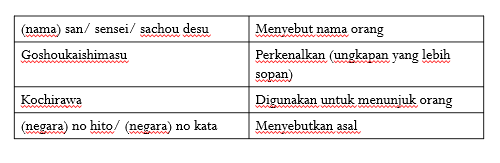 (nama) san/ sensei/ sachou desu
Menyebut nama orang
Goshoukaishimasu
Perkenalkan (ungkapan yang lebih
sopan)
Kochirawa
Digunakan untuk menunjuk orang
(negara) no hito/ (negara) no kata
Menyebutkan asal